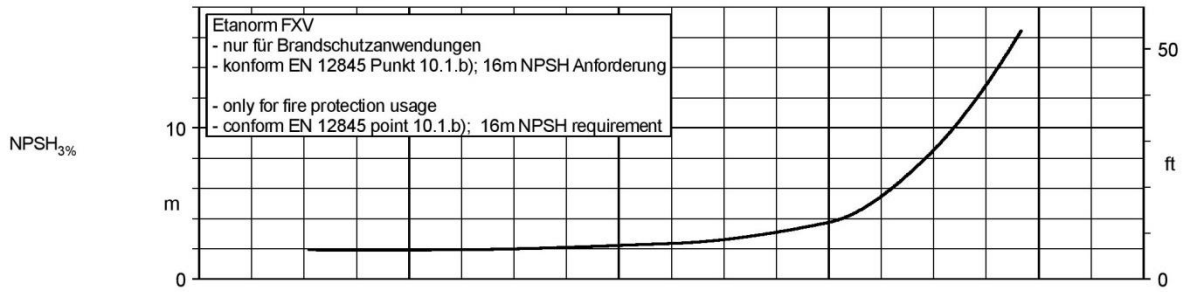 Etanorm FXV
- nur für Brandschutzanwendungen
- konform EN 12845 Punkt 10.1.b); 16m NPSH Anforderung
- only for fire protection usage
- conform EN 12845 point 10.1.b); 16m NPSH requirement
50
10
NPSH3%
ft
m
0
0